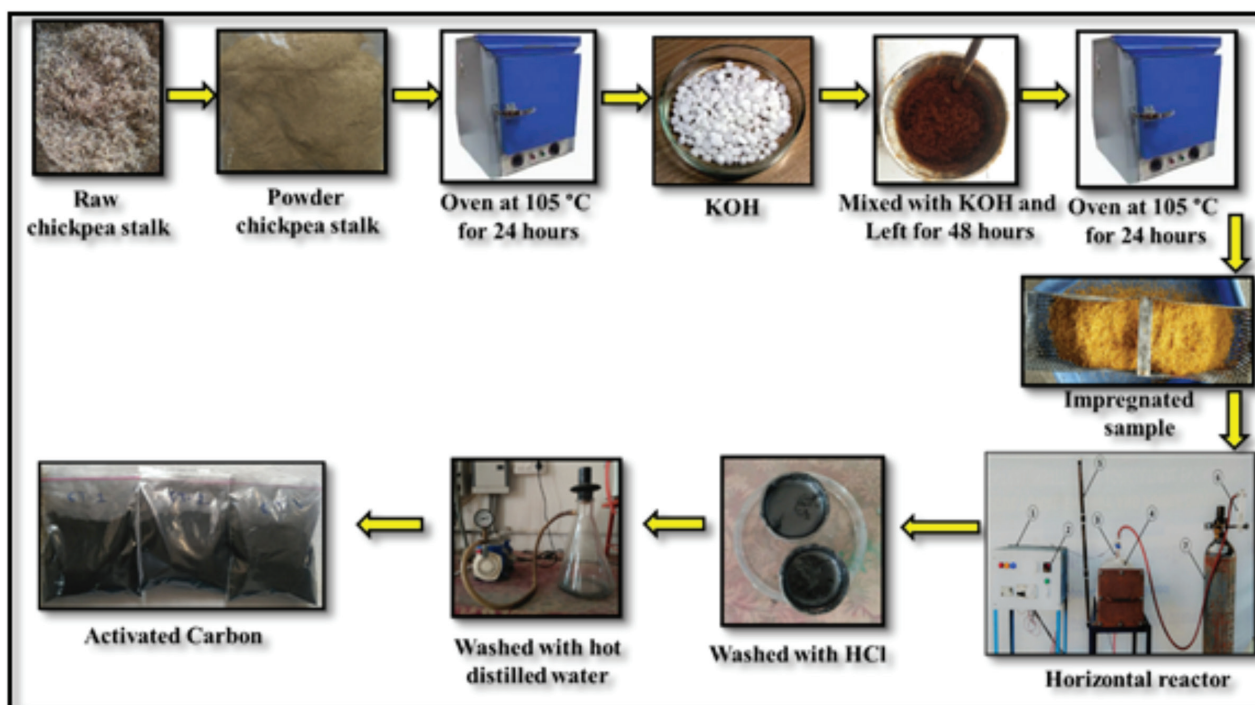 Raw
chickpea stalk
Powder
chickpea stalk
Oven at 105 °C
for 24 hours
KOH
Mixed with KOH and
Left for 48 hours
Oven at 105 °C
for 24 hours
Impregnated
sample
Horizontal reactor
Washed with HCl
Washed with hot
distilled water
Activated Carbon